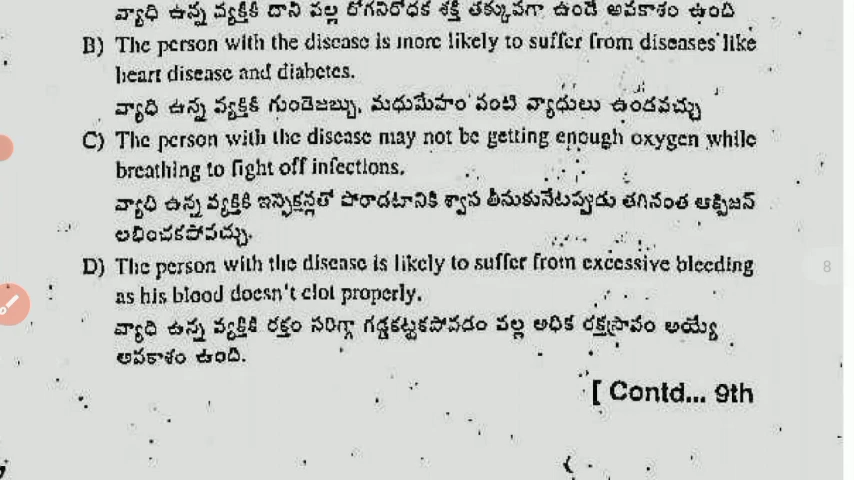 వ్యాధి ఉన్న వ్యక్తికి దాని వల్ల రోగనిరోధక శక్తి తక్కువగా ఉండే అవకాశం ఉంది
B) The person with the disease is more likely to suffer from diseases like
heart disease and diabetes.
వ్యాధి ఉన్న వ్యక్తికి గుండెజబ్బు, మధుమేహం వంటి వ్యాధులు ఉండవచ్చు
C) The person with the disease may not be getting enough oxygen while
breathing to fight off infections.
వ్యాధి ఉన్న వ్యక్తికి ఇన్ఫెక్షన్లతో పోరాడటానికి శ్వాస తీసుకునేటప్పుడు తగినంత ఆక్సిజన్
లభించకపోవచ్చు.
D) The person with the disease is likely to suffer from excessive bleeding
as his blood doesn't clot properly.
వ్యాధి ఉన్న వ్యక్తికి రక్తం సరిగ్గా గడ్డకట్టకపోవడం వల్ల అధిక రక్తస్రావం అయ్యే
అవకాశం ఉంది.
8
[ Contd... 9th